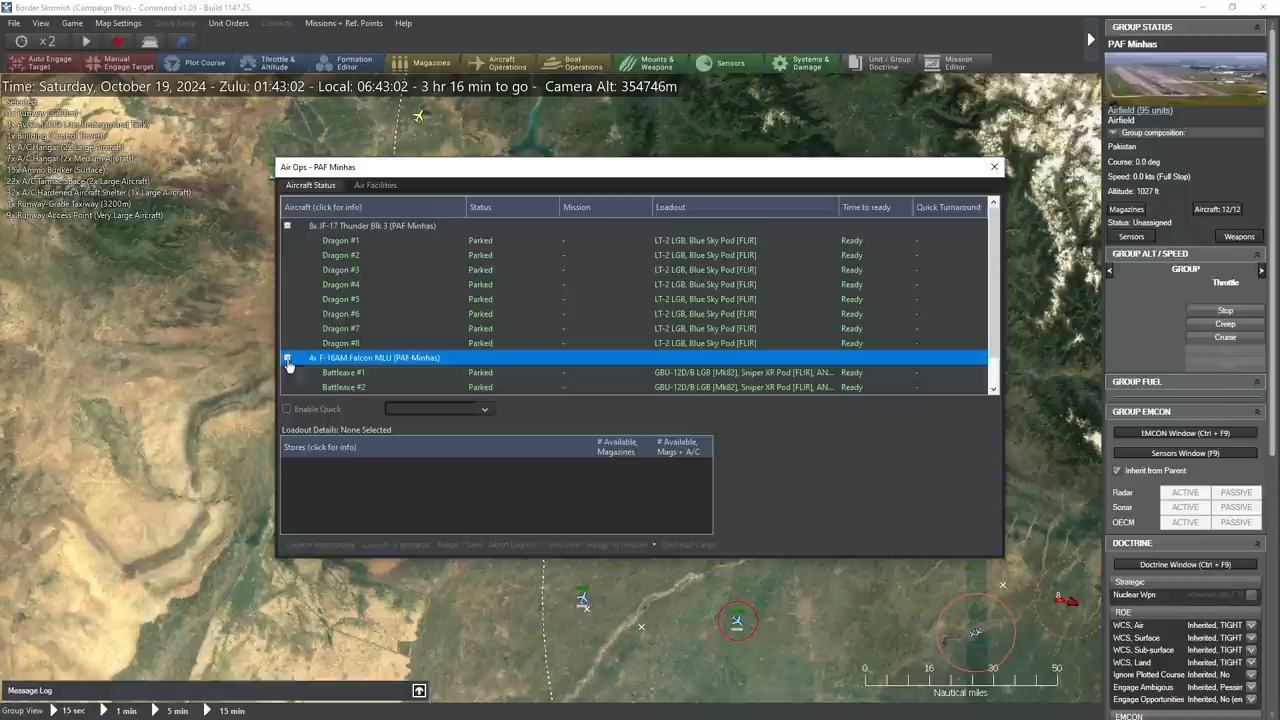 Border Skirmish (Campaign Play) - Command v1.03 - Build 1147.25
File View Game Map Settings Quick Jump Unit Orders Contacts Missions + Ref. Points Help
x2
Auto Engage Target
Manual Engage Target
Plot Course
Throttle & Altitude
Formation Editor
Magazines
Aircraft Operations
Boat Operations
Mounts & Weapons
Sensors
Systems & Damage
Unit / Group Doctrine
Mission Editor
Time: Saturday, October 19, 2024 - Zulu: 01:43:02 - Local: 06:43:02 - 3 hr 16 min to go - Camera Alt: 354746m
Selected:
1x Runway (3200m)
1x Building (Control Tower)
4x A/C Hangar (2x Large Aircraft)
7x A/C Hangar (2x Medium Aircraft)
15x Ammo Bunker (Surface)
22x A/C Tarmac Space (2x Large Aircraft)
32x A/C Hardened Aircraft Shelter (1x Large Aircraft)
1x Runway-Grade Taxiway (3200m)
9x Runway Access Point (Very Large Aircraft)
Air Ops - PAF Minhas
Aircraft Status Air Facilities
Aircraft (click for info) Status Mission Loadout Time to ready Quick Turnaround
8x JF-17 Thunder Blk 3 (PAF Minhas)
Dragon #1 Parked - LT-2 LGB, Blue Sky Pod [FLIR] Ready -
Dragon #2 Parked - LT-2 LGB, Blue Sky Pod [FLIR] Ready -
Dragon #3 Parked - LT-2 LGB, Blue Sky Pod [FLIR] Ready -
Dragon #4 Parked - LT-2 LGB, Blue Sky Pod [FLIR] Ready -
Dragon #5 Parked - LT-2 LGB, Blue Sky Pod [FLIR] Ready -
Dragon #6 Parked - LT-2 LGB, Blue Sky Pod [FLIR] Ready -
Dragon #7 Parked - LT-2 LGB, Blue Sky Pod [FLIR] Ready -
Dragon #8 Parked - LT-2 LGB, Blue Sky Pod [FLIR] Ready -
4x F-16AM Falcon MLU (PAF Minhas)
Battleaxe #1 Parked - GBU-12D/B LGB [Mk82], Sniper XR Pod [FLIR], AN... Ready -
Battleaxe #2 Parked - GBU-12D/B LGB [Mk82], Sniper XR Pod [FLIR], AN... Ready -
Enable Quick
Loadout Details: None Selected
Stores (click for info) # Available, Magazines # Available, Mags + A/C
8
0 16 30 50
Nautical miles
Message Log
Group View 15 sec 1 min 5 min 15 min
GROUP STATUS
PAF Minhas
Airfield (95 units)
Airfield
Group composition:
Pakistan
Course: 0.0 deg
Speed: 0.0 kts (Full Stop)
Altitude: 1027 ft
Magazines Aircraft: 12/12
Status: Unassigned
Sensors Weapons
GROUP ALT / SPEED
GROUP
Throttle
Stop
Creep
Cruise
GROUP FUEL
GROUP EMCON
EMCON Window (Ctrl + F9)
Sensors Window (F9)
Inherit from Parent
Radar ACTIVE PASSIVE
Sonar ACTIVE PASSIVE
OECM ACTIVE PASSIVE
DOCTRINE
Doctrine Window (Ctrl + F9)
Strategic
Nuclear Wpn
ROE
WCS, Air Inherited, TIGHT
WCS, Surface Inherited, TIGHT
WCS, Sub-surface Inherited, TIGHT
WCS, Land Inherited, TIGHT
Ignore Plotted Course Inherited, No
Engage Ambiguous Inherited, Pessim
Engage Opportunities Inherited, No (en
EMCON